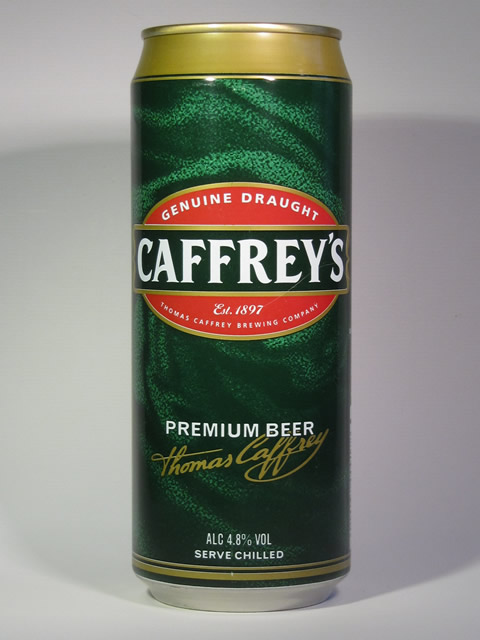 GENUINE DRAUGHT
CAFFREY'S
Est. 1897
THOMAS CAFFREY BREWING COMPANY
PREMIUM BEER
Thomas Caffrey
ALC 4.8% VOL
SERVE CHILLED